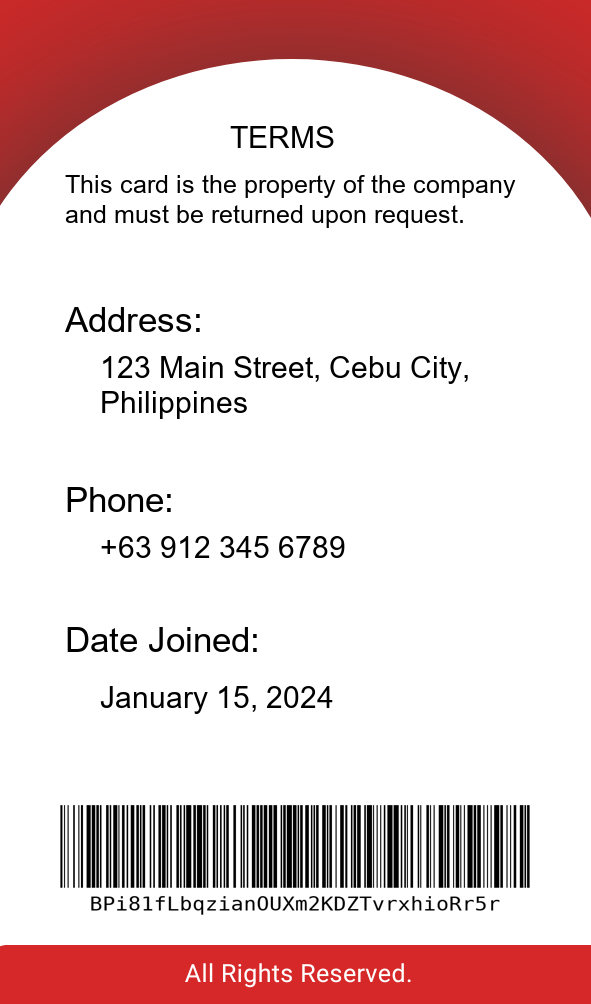 TERMS
This card is the property of the company
and must be returned upon request.
Address:
123 Main Street, Cebu City,
Philippines
Phone:
+63 912 345 6789
Date Joined:
January 15, 2024
BPi81fLbqzianOUXm2KDZTvrxhioRr5r
All Rights Reserved.